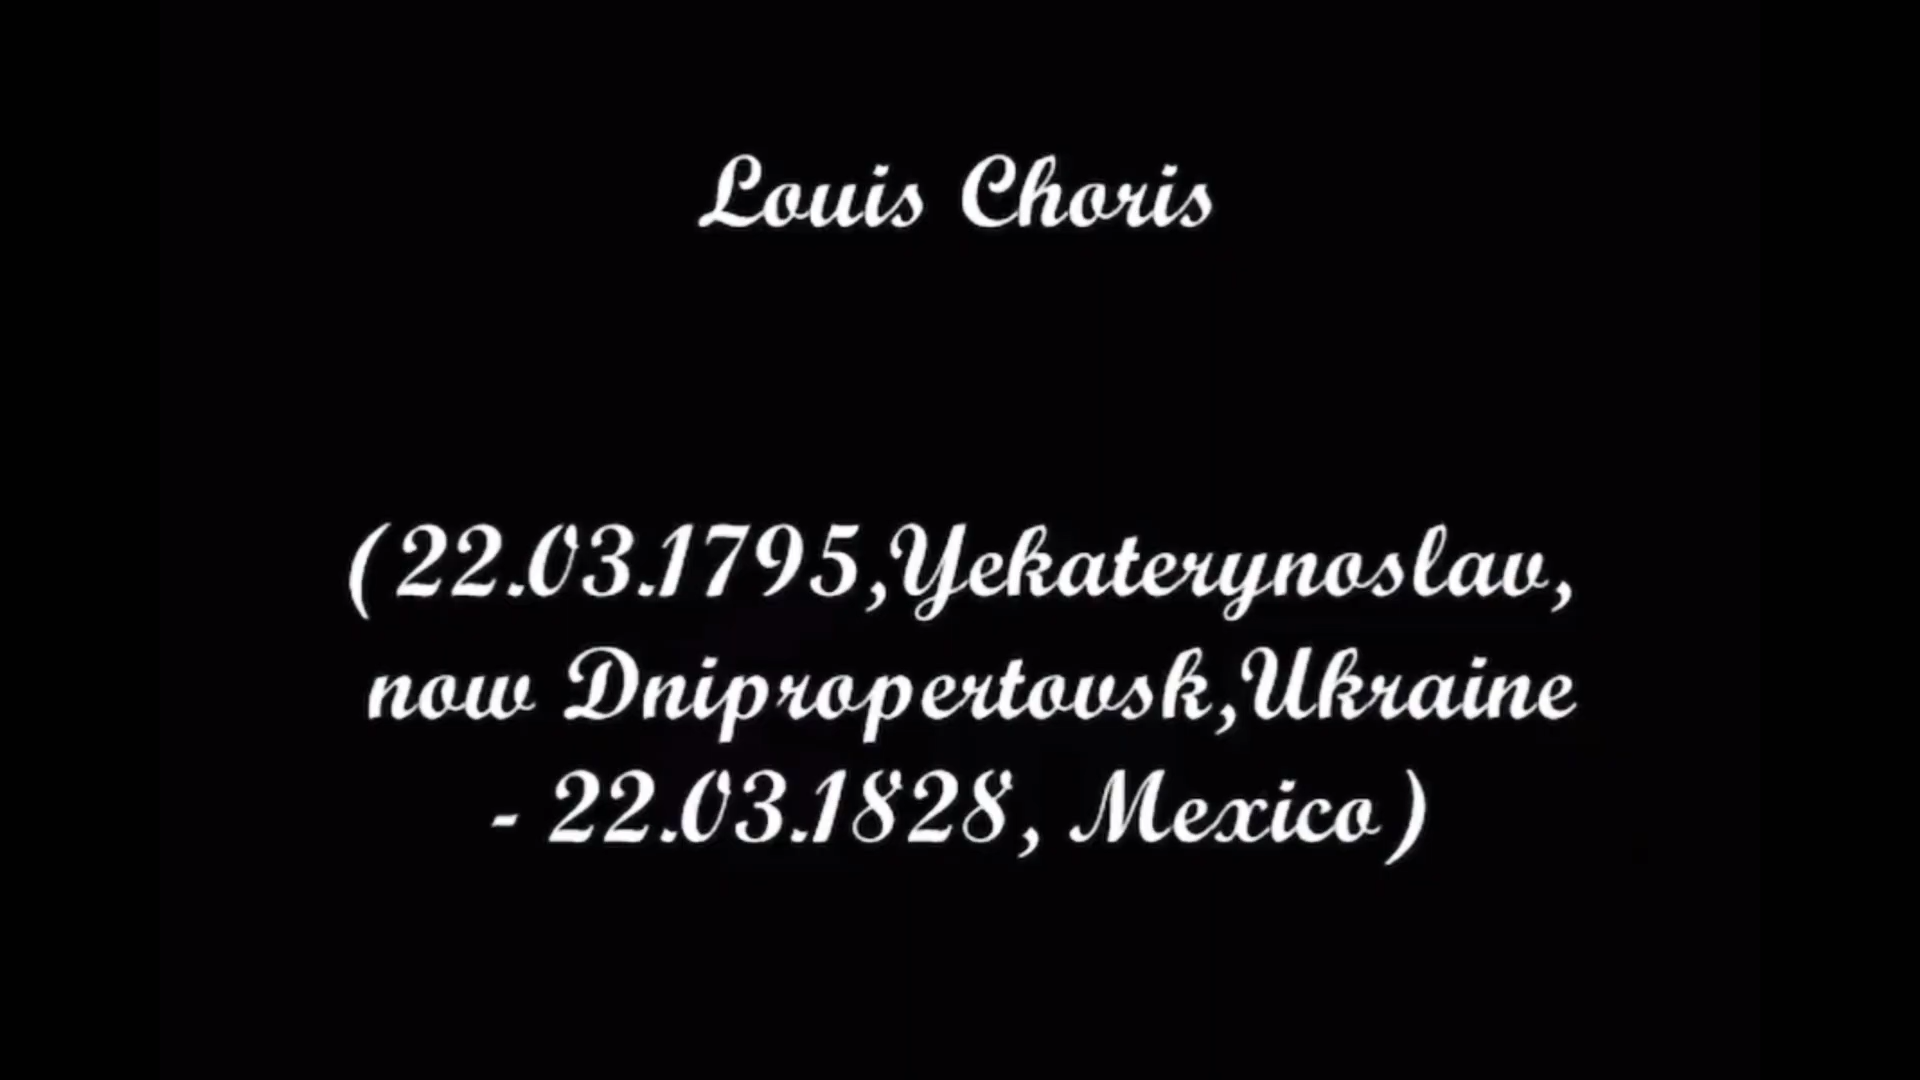 Louis Choris
(22.03.1795,Yekaterynoslav,
now Dnipropertovsk,Ukraine
- 22.03.1828, Mexico)